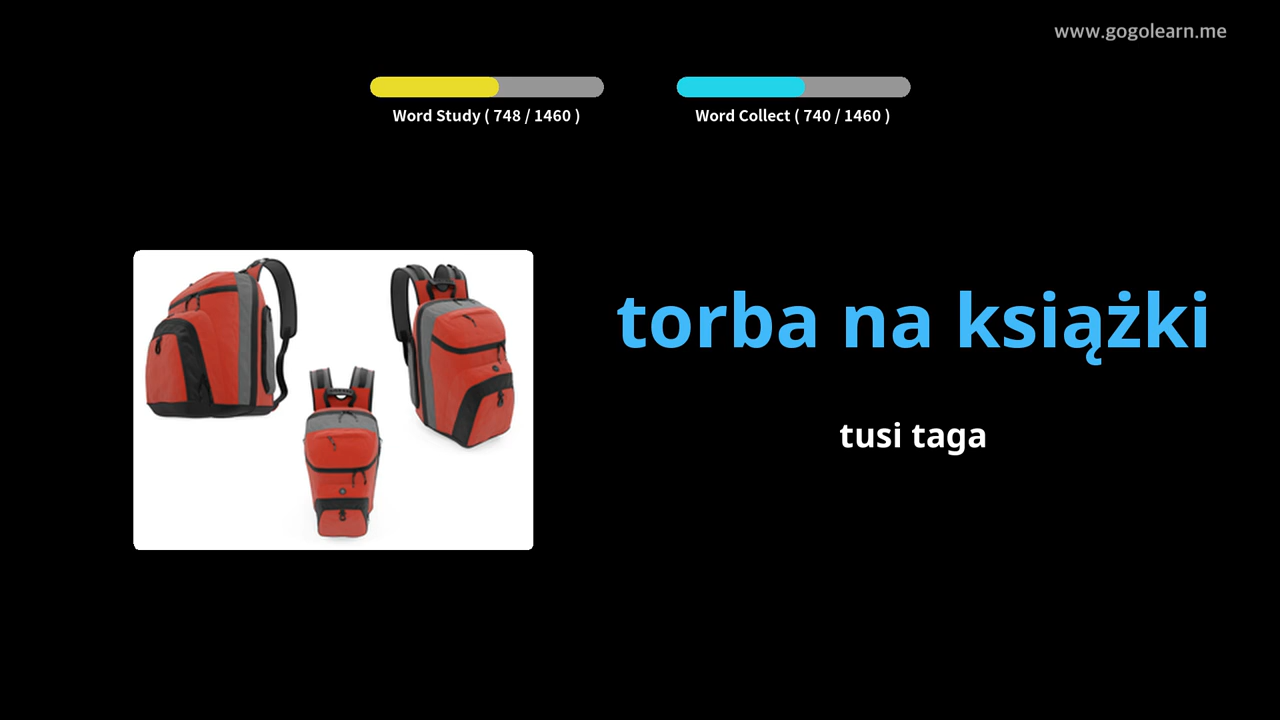 www.gogolearn.me
Word Study ( 748 / 1460 )
Word Collect ( 740 / 1460 )
torba na książki
tusi taga